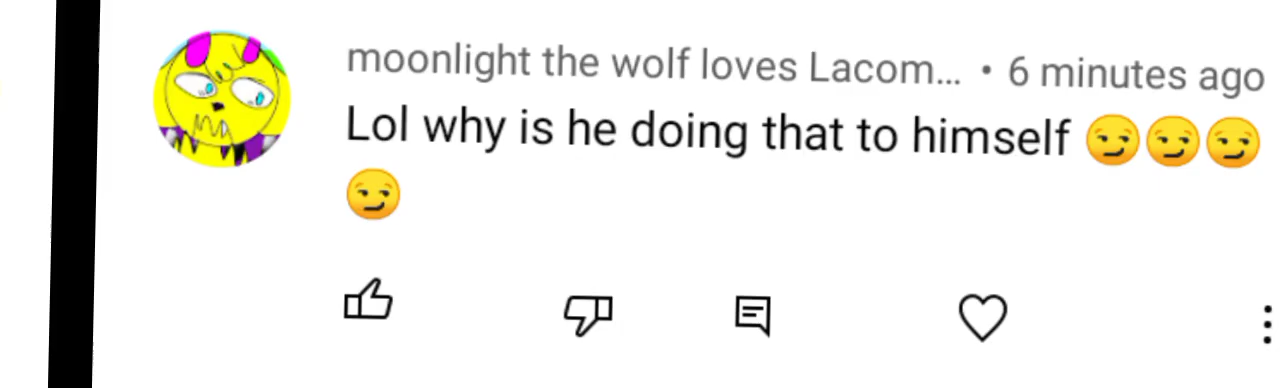 moonlight the wolf loves Lacom... • 6 minutes ago
Lol why is he doing that to himself 😏😏😏
😏